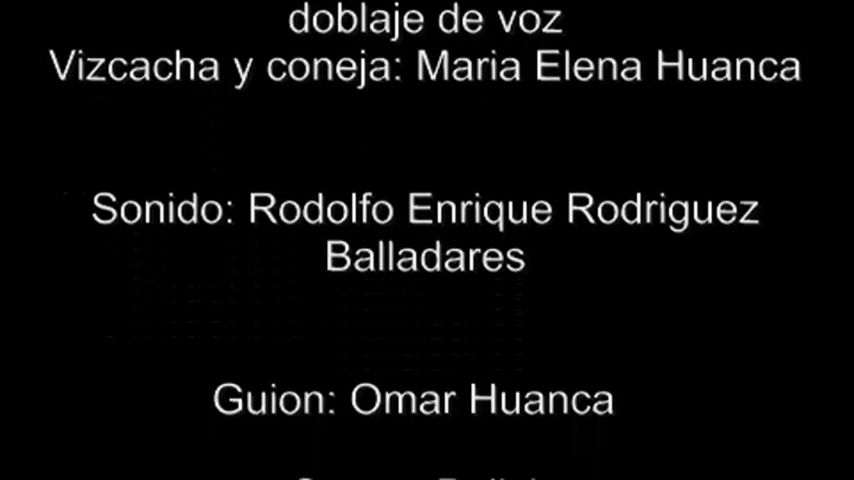 doblaje de voz
Vizcacha y coneja: Maria Elena Huanca
Sonido: Rodolfo Enrique Rodriguez
Balladares
Guion: Omar Huanca